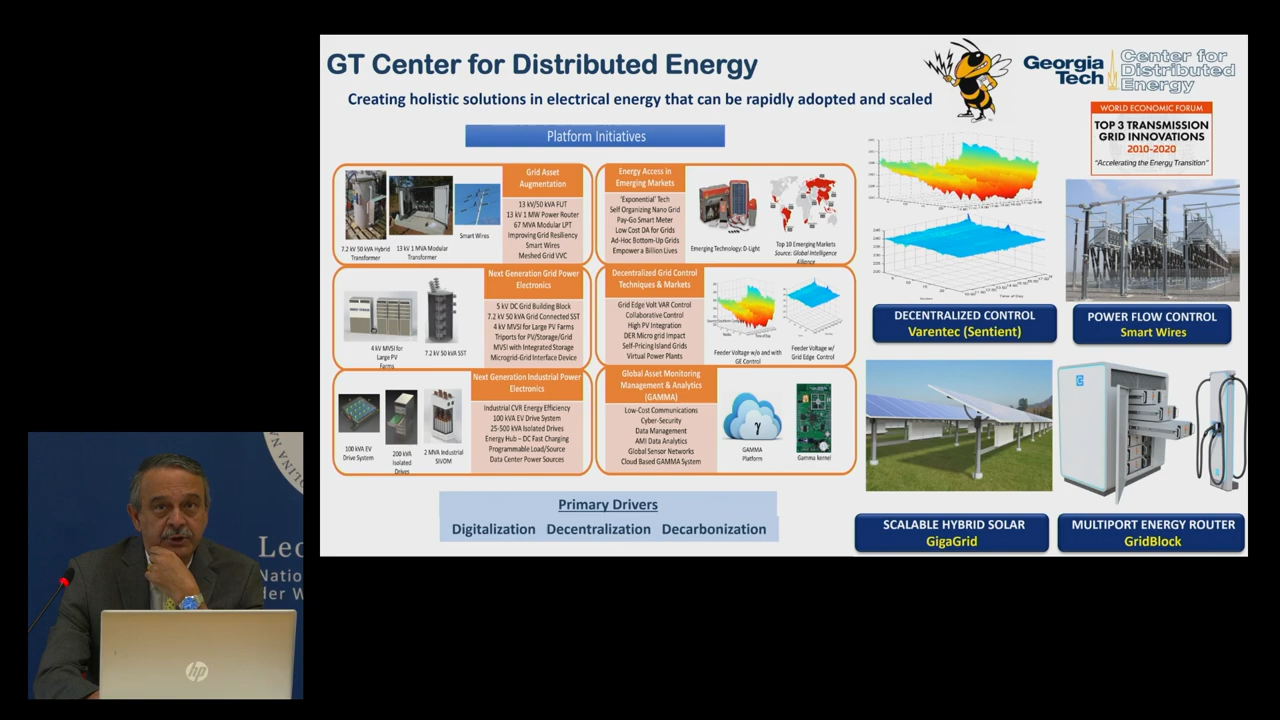 GT Center for Distributed Energy
Georgia
Tech
Center for
Distributed
Energy
Creating holistic solutions in electrical energy that can be rapidly adopted and scaled
Platform Initiatives
WORLD ECONOMIC FORUM
TOP 3 TRANSMISSION
GRID INNOVATIONS
2010-2020
"Accelerating the Energy Transition"
Grid Asset
Augmentation
13 kV/50 kVA FUT
13 kV 1 MW Power Router
67 MVA Modular LPT
Improving Grid Resiliency
Smart Wires
Meshed Grid VVC
7.2 kV 50 kVA Hybrid
Transformer
13 kV 1 MVA Modular
Transformer
Smart Wires
Energy Access in
Emerging Markets
'Exponential' Tech
Self Organizing Nano Grid
Pay-Go Smart Meter
Low Cost DA for Grids
Ad-Hoc Bottom-Up Grids
Empower a Billion Lives
Emerging Technology: D-Light
Top 10 Emerging Markets
Source: Global Intelligence
Alliance
Next Generation Grid Power
Electronics
5 kV DC Grid Building Block
7.2 kV 50 kVA Grid Connected SST
4 kV MVSI for Large PV Farms
Triports for PV/Storage/Grid
MVSI with Integrated Storage
Microgrid-Grid Interface Device
4 kV MVSI for
Large PV
Farms
7.2 kV 50 kVA SST
Decentralized Grid Control
Techniques & Markets
Grid Edge Volt VAR Control
Collaborative Control
High PV Integration
DER Micro grid Impact
Self-Pricing Island Grids
Virtual Power Plants
Feeder Voltage w/o and with
GE Control
Feeder Voltage w/
Grid Edge Control
Next Generation Industrial Power
Electronics
Industrial CVR Energy Efficiency
100 kVA EV Drive System
25-500 kVA Isolated Drives
Energy Hub – DC Fast Charging
Programmable Load/Source
Data Center Power Sources
100 kVA EV
Drive System
200 kVA
Isolated
Drives
2 MVA Industrial
SIVOM
Global Asset Monitoring
Management & Analytics
(GAMMA)
Low-Cost Communications
Cyber-Security
Data Management
AMI Data Analytics
Global Sensor Networks
Cloud Based GAMMA System
γ
GAMMA
Platform
Gamma kernel
DECENTRALIZED CONTROL
Varentec (Sentient)
POWER FLOW CONTROL
Smart Wires
SCALABLE HYBRID SOLAR
GigaGrid
MULTIPORT ENERGY ROUTER
GridBlock
Primary Drivers
Digitalization Decentralization Decarbonization
Leo
Natio
der W
hp